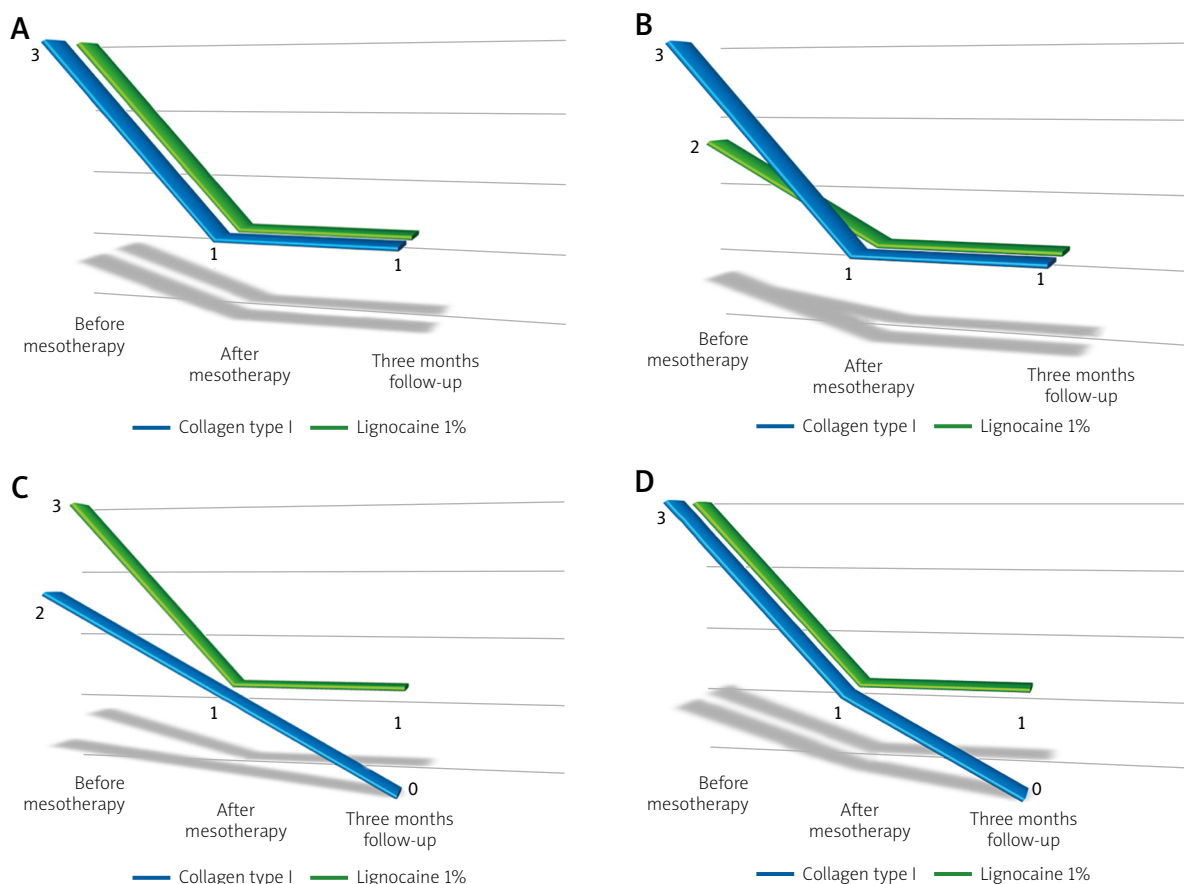 A
3
1
1
Before
mesotherapy
After
mesotherapy
Three months
follow-up
Collagen type I Lignocaine 1%
B
3
2
1
1
Before
mesotherapy
After
mesotherapy
Three months
follow-up
Collagen type I Lignocaine 1%
C
3
2
1
1
0
Before
mesotherapy
After
mesotherapy
Three months
follow-up
Collagen type I Lignocaine 1%
D
3
1
1
0
Before
mesotherapy
After
mesotherapy
Three months
follow-up
Collagen type I Lignocaine 1%